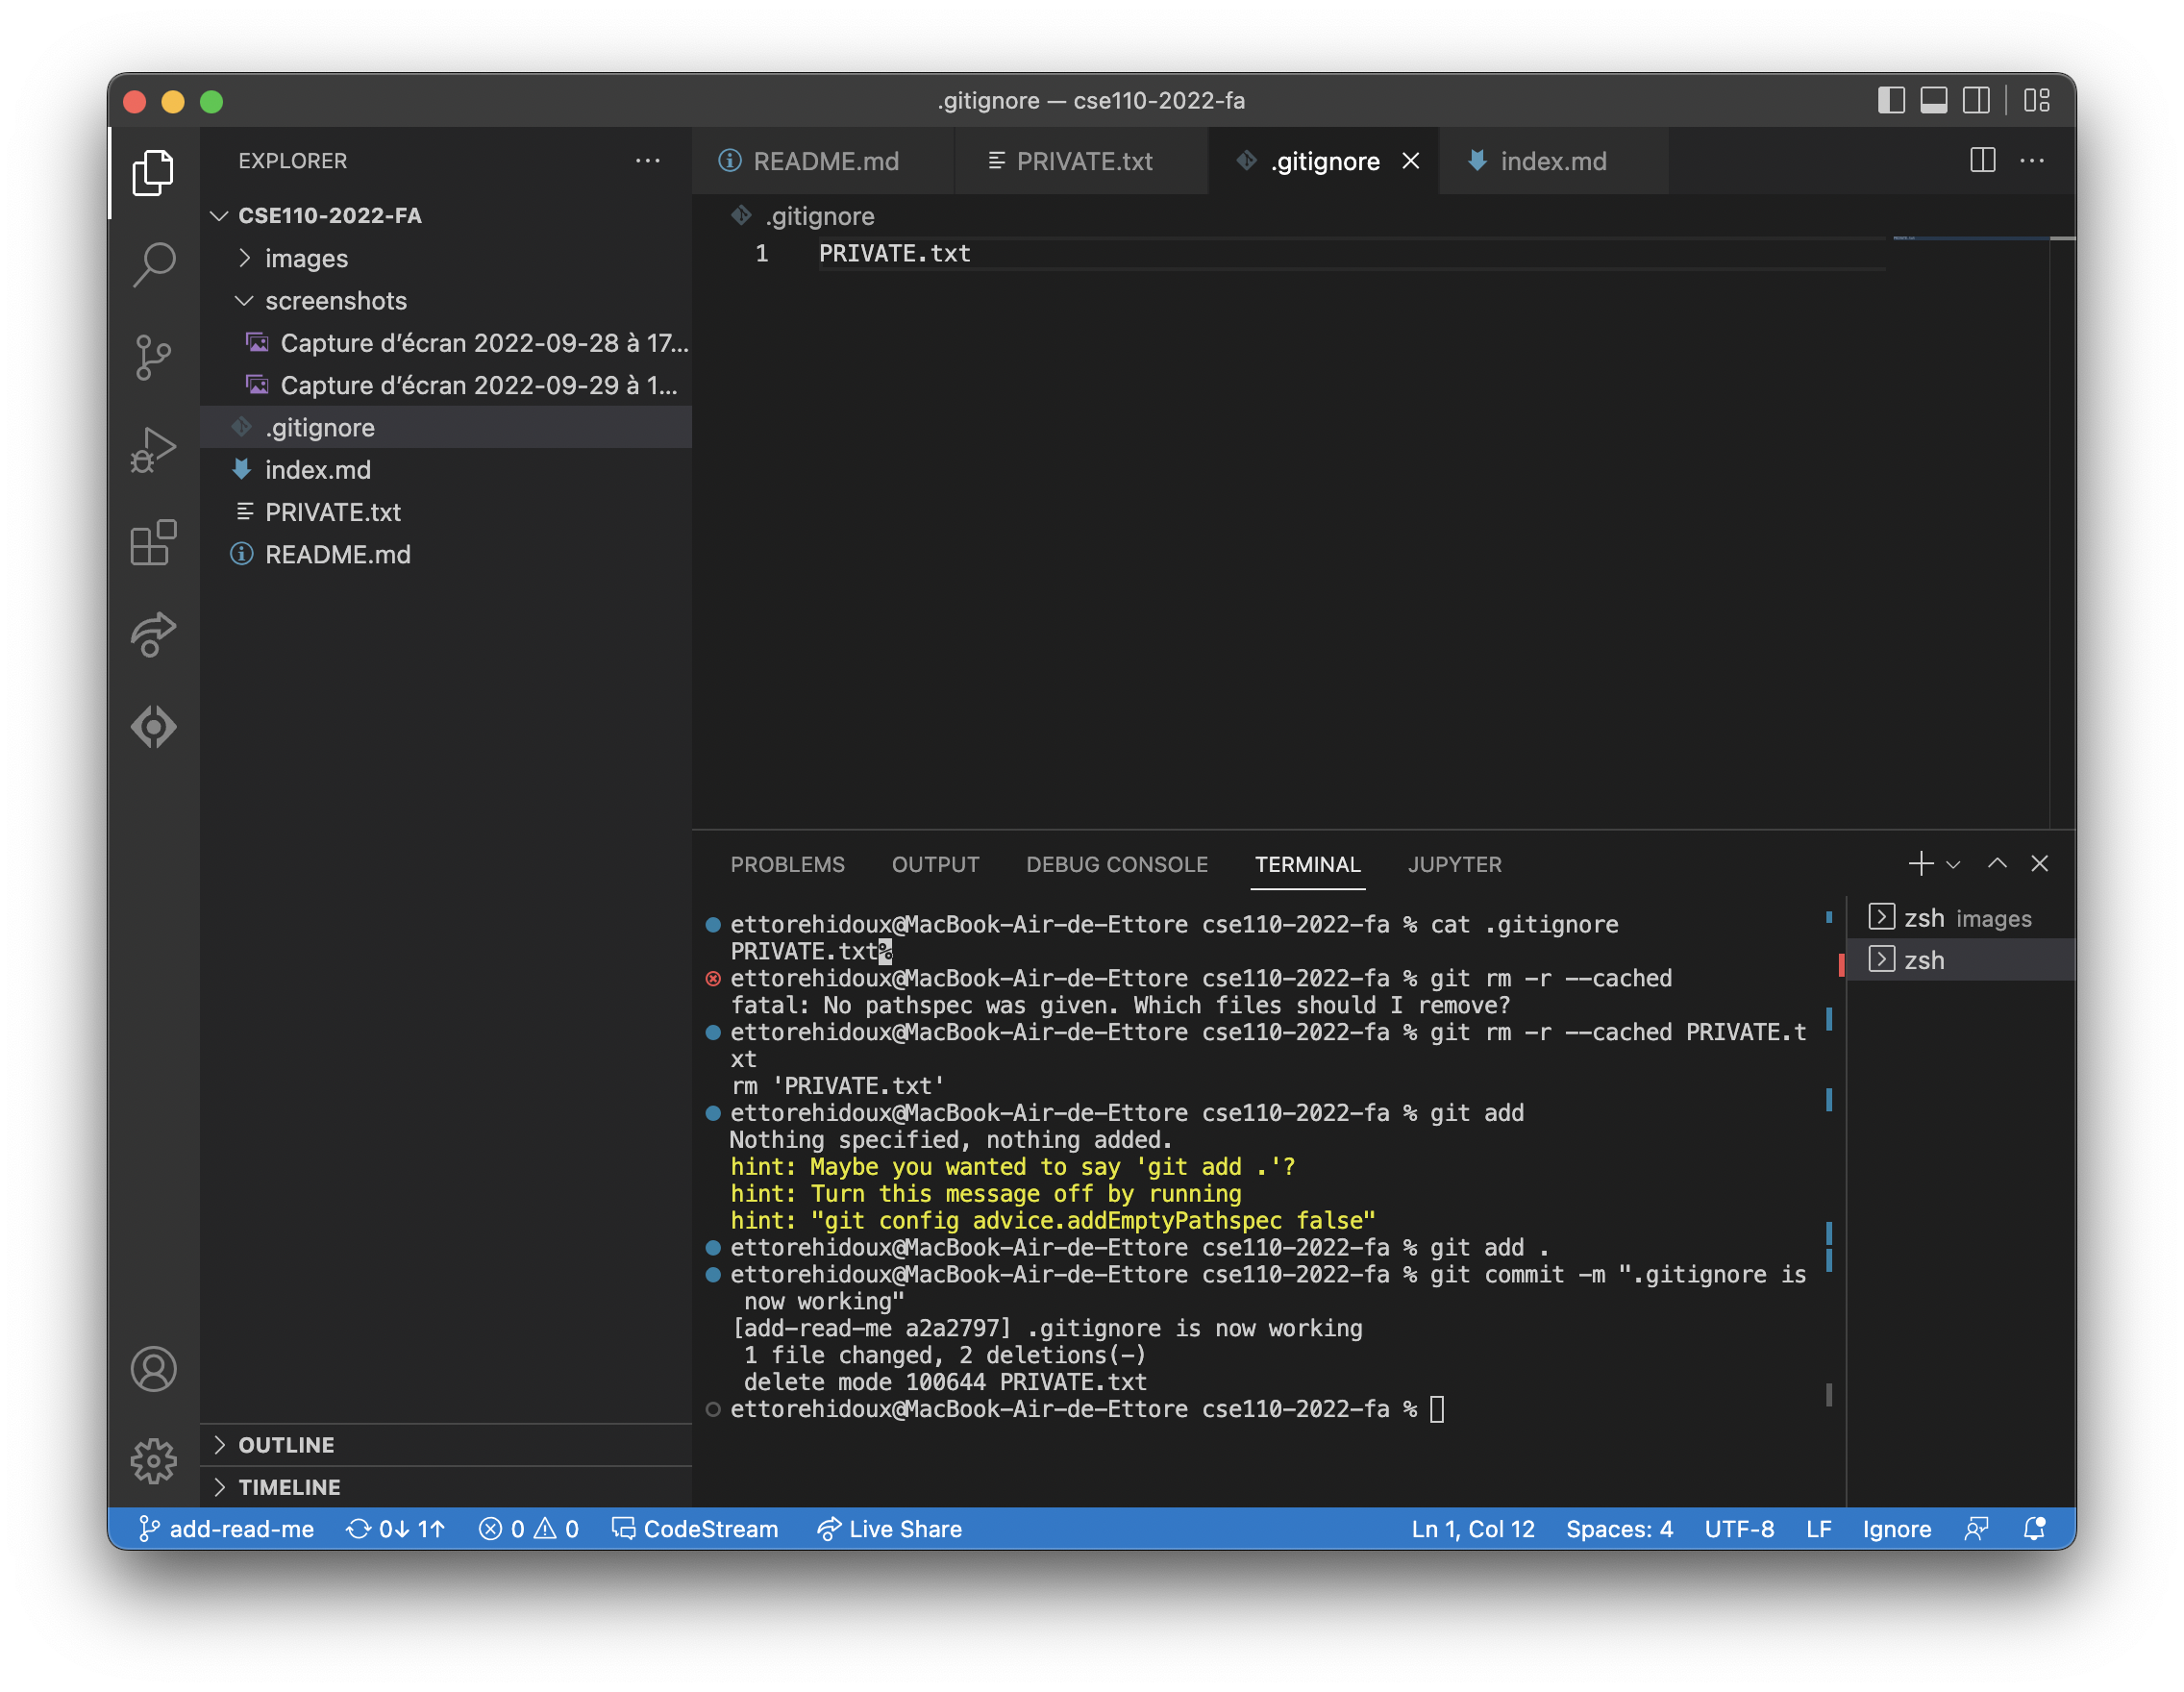 .gitignore — cse110-2022-fa
EXPLORER
README.md
PRIVATE.txt
.gitignore
index.md
CSE110-2022-FA
images
screenshots
Capture d’écran 2022-09-28 à 17...
Capture d’écran 2022-09-29 à 1...
.gitignore
index.md
PRIVATE.txt
README.md
.gitignore
1 PRIVATE.txt
PROBLEMS OUTPUT DEBUG CONSOLE TERMINAL JUPYTER
ettorehidoux@MacBook-Air-de-Ettore cse110-2022-fa % cat .gitignore
PRIVATE.txt%
ettorehidoux@MacBook-Air-de-Ettore cse110-2022-fa % git rm -r --cached
fatal: No pathspec was given. Which files should I remove?
ettorehidoux@MacBook-Air-de-Ettore cse110-2022-fa % git rm -r --cached PRIVATE.t
xt
rm 'PRIVATE.txt'
ettorehidoux@MacBook-Air-de-Ettore cse110-2022-fa % git add
Nothing specified, nothing added.
hint: Maybe you wanted to say 'git add .'?
hint: Turn this message off by running
hint: "git config advice.addEmptyPathspec false"
ettorehidoux@MacBook-Air-de-Ettore cse110-2022-fa % git add .
ettorehidoux@MacBook-Air-de-Ettore cse110-2022-fa % git commit -m ".gitignore is
now working"
[add-read-me a2a2797] .gitignore is now working
1 file changed, 2 deletions(-)
delete mode 100644 PRIVATE.txt
ettorehidoux@MacBook-Air-de-Ettore cse110-2022-fa %
zsh images
zsh
OUTLINE
TIMELINE
add-read-me 0↓ 1↑ 0 0 CodeStream Live Share Ln 1, Col 12 Spaces: 4 UTF-8 LF Ignore